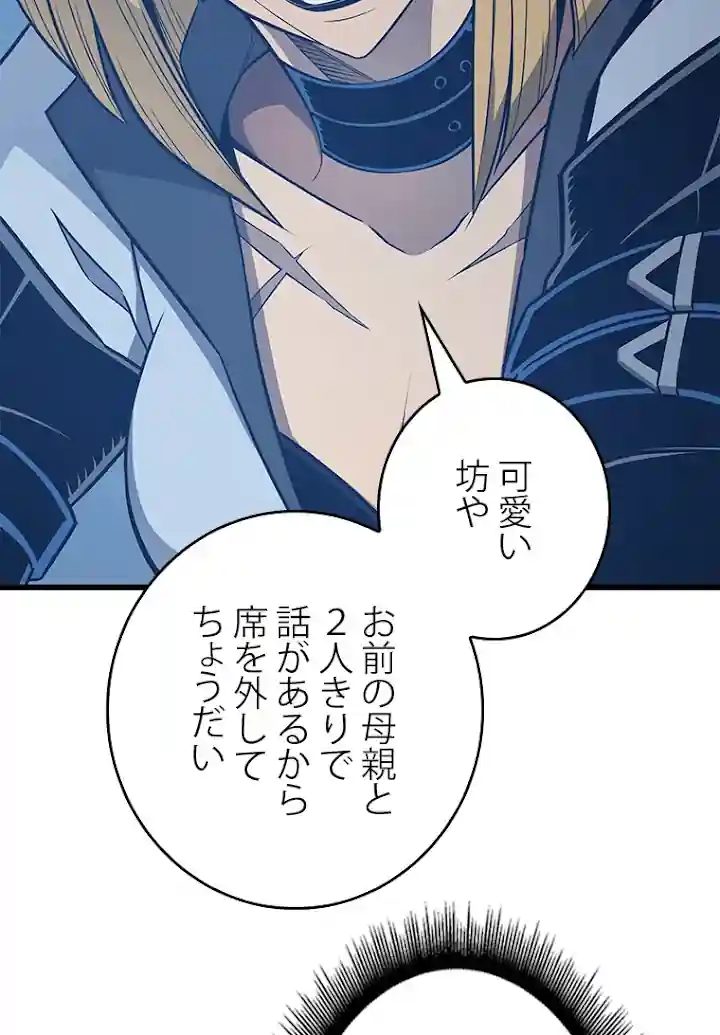 可愛い
坊や
お前の母親と
2人きりで
話があるから
席を外して
ちょうだい